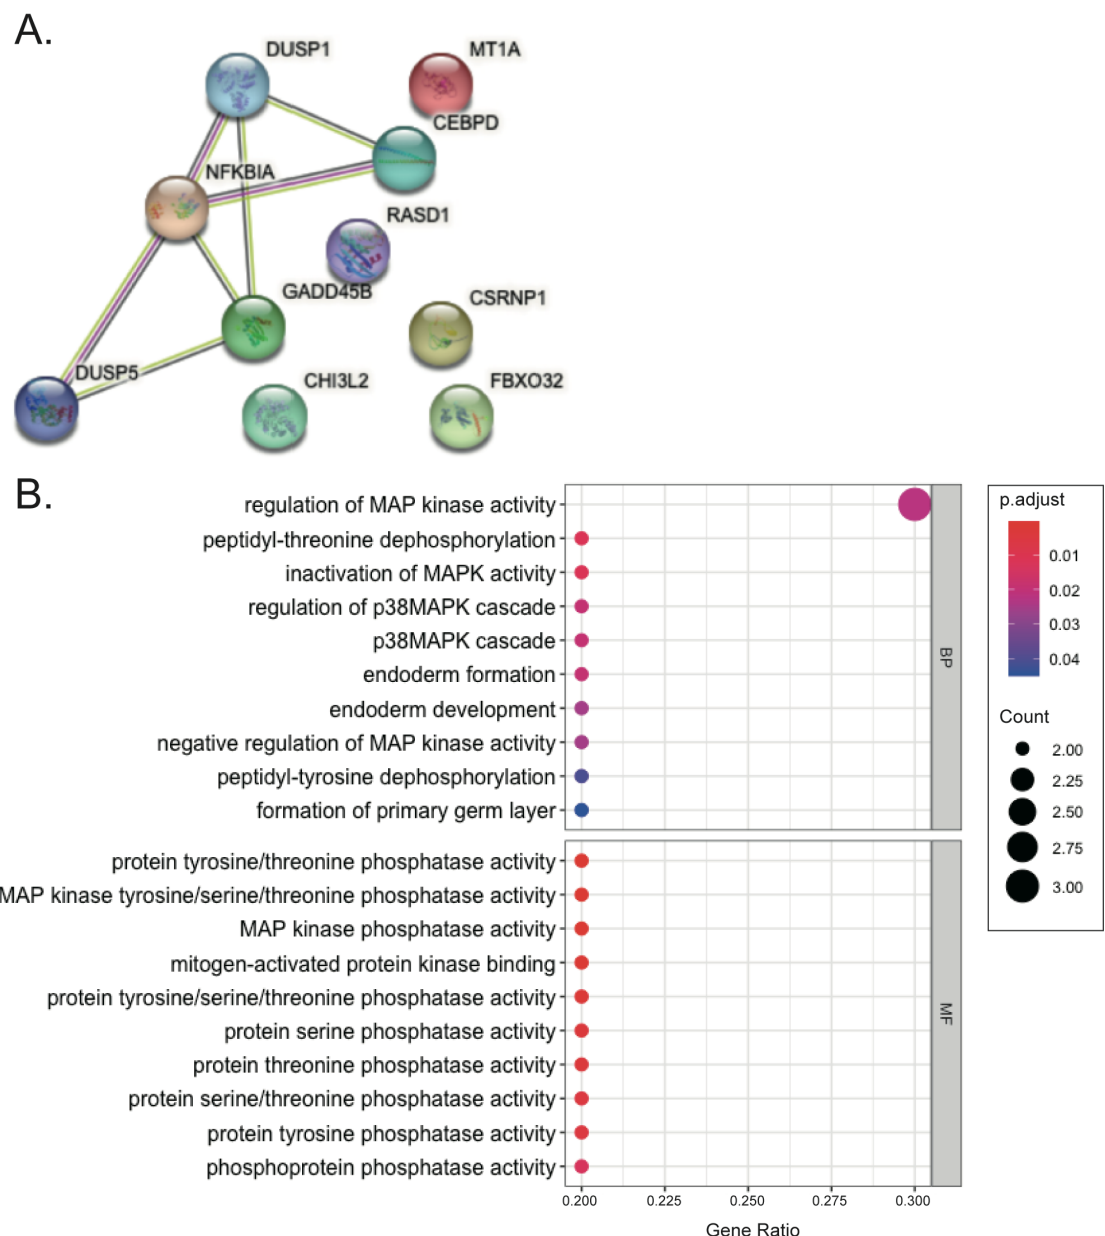 A.
DUSP1
MT1A
CEBPD
NFKBIA
RASD1
GADD45B
CSRNP1
DUSP5
CHI3L2
FBXO32
B.
regulation of MAP kinase activity
peptidyl-threonine dephosphorylation
inactivation of MAPK activity
regulation of p38MAPK cascade
p38MAPK cascade
endoderm formation
endoderm development
negative regulation of MAP kinase activity
peptidyl-tyrosine dephosphorylation
formation of primary germ layer
BP
protein tyrosine/threonine phosphatase activity
MAP kinase tyrosine/serine/threonine phosphatase activity
MAP kinase phosphatase activity
mitogen-activated protein kinase binding
protein tyrosine/serine/threonine phosphatase activity
protein serine phosphatase activity
protein threonine phosphatase activity
protein serine/threonine phosphatase activity
protein tyrosine phosphatase activity
phosphoprotein phosphatase activity
MF
0.200 0.225 0.250 0.275 0.300
Gene Ratio
p.adjust
0.01
0.02
0.03
0.04
Count
2.00
2.25
2.50
2.75
3.00